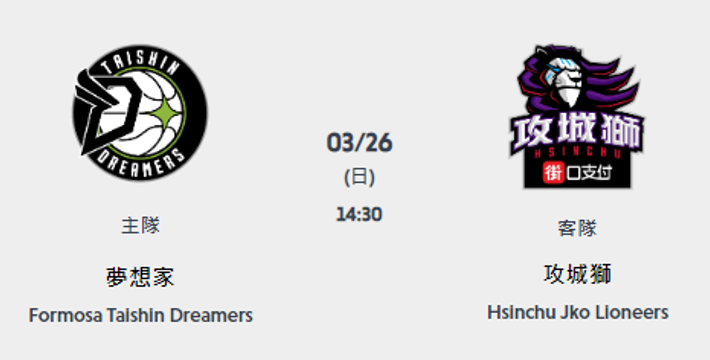 TAISHIN
DREAMERS
主隊
夢想家
Formosa Taishin Dreamers
03/26
(日)
14:30
攻城獅
HSINCHU
街口支付
客隊
攻城獅
Hsinchu Jko Lioneers